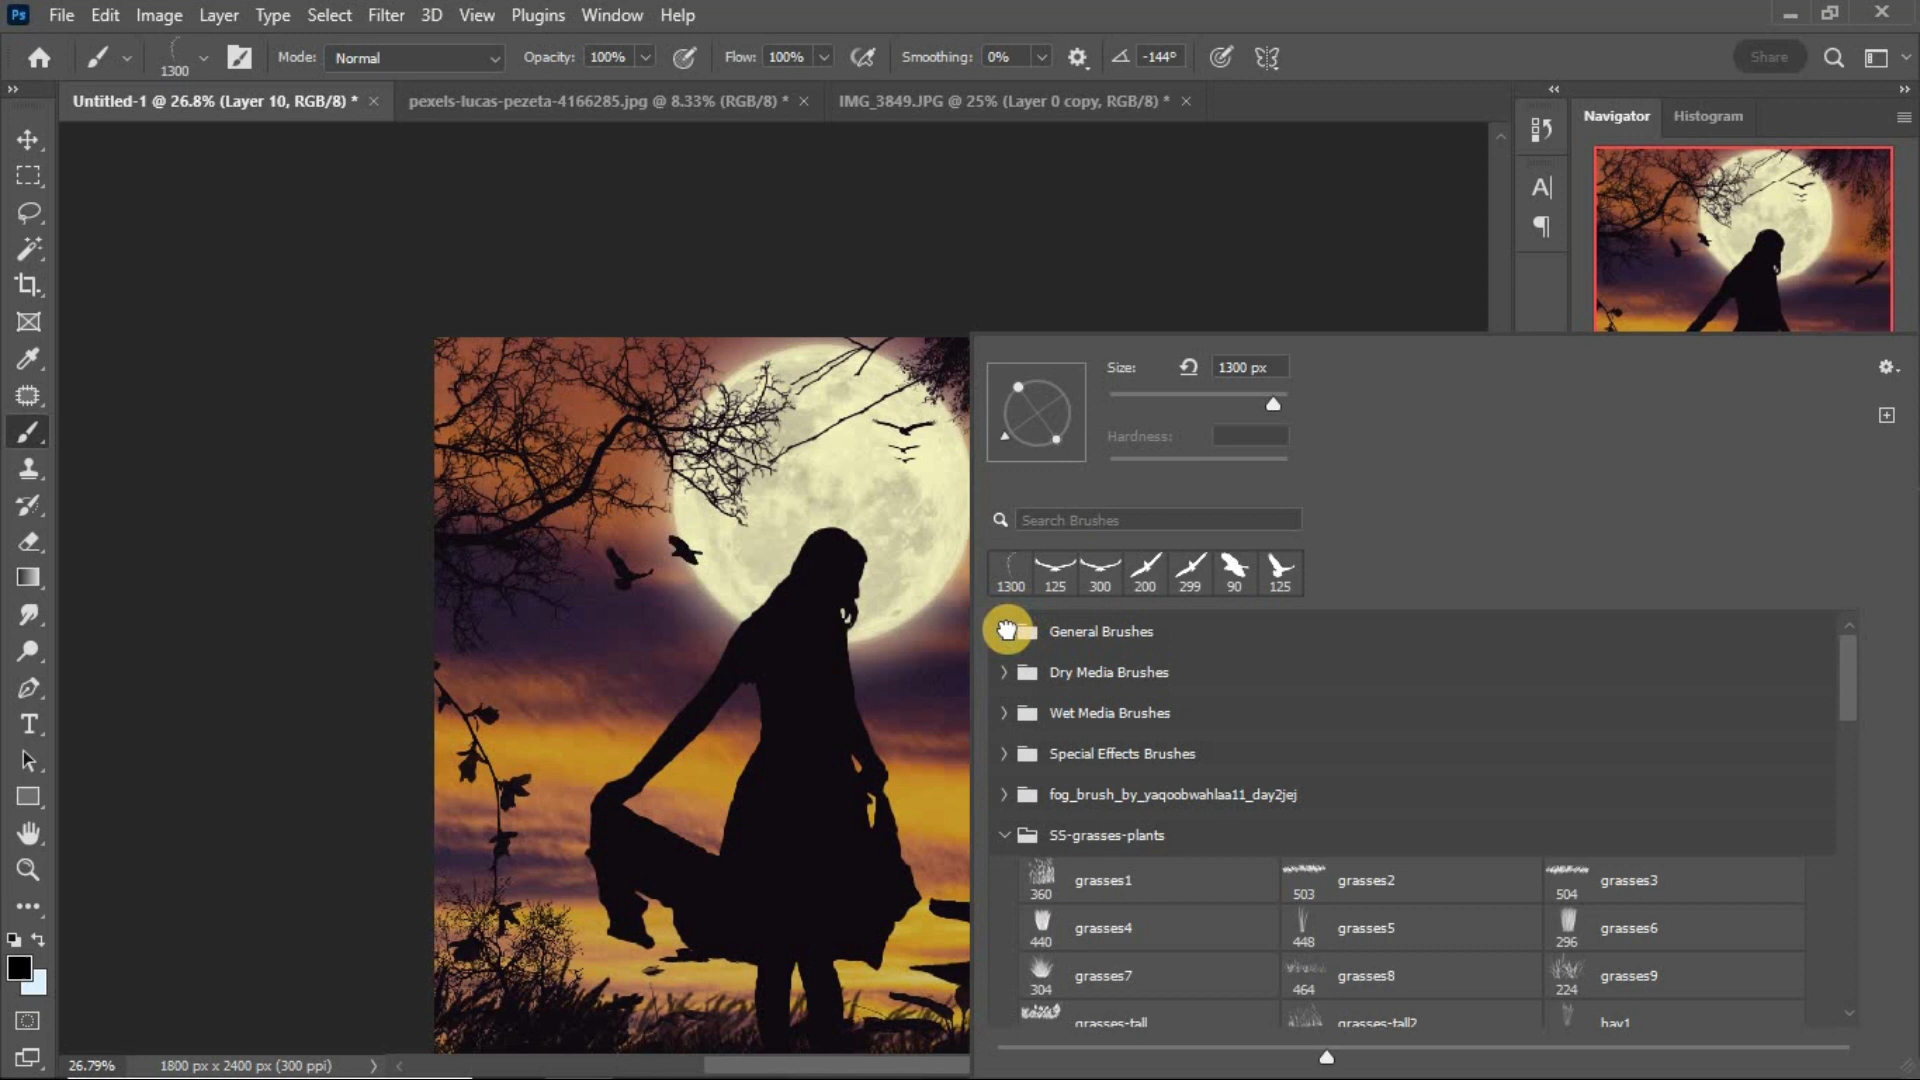 Ps File Edit Image Layer Type Select Filter 3D View Plugins Window Help
1300 Mode: Normal Opacity: 100% Flow: 100% Smoothing: 0% -144° Share
Untitled-1 @ 26.8% (Layer 10, RGB/8) * pexels-lucas-pezeta-4166285.jpg @ 8.33% (RGB/8) * IMG_3849.JPG @ 25% (Layer 0 copy, RGB/8) *
Navigator Histogram
Size: 1300 px
Hardness:
Search Brushes
1300 125 300 200 299 90 125
General Brushes
Dry Media Brushes
Wet Media Brushes
Special Effects Brushes
fog_brush_by_yaqoobwahlaa11_day2jej
SS-grasses-plants
360 grasses1 503 grasses2 504 grasses3
440 grasses4 448 grasses5 296 grasses6
304 grasses7 464 grasses8 224 grasses9
grasses-tall grasses-tall2 hay1
26.79% 1800 px x 2400 px (300 ppi)